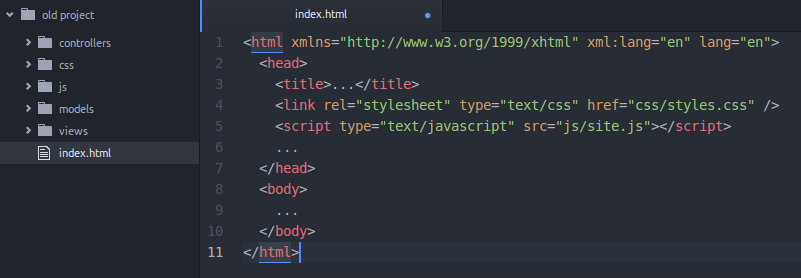 old project
controllers
css
js
models
views
index.html
index.html
1 <html xmlns="http://www.w3.org/1999/xhtml" xml:lang="en" lang="en">
2 <head>
3 <title>...</title>
4 <link rel="stylesheet" type="text/css" href="css/styles.css" />
5 <script type="text/javascript" src="js/site.js"></script>
6 ...
7 </head>
8 <body>
9 ...
10 </body>
11 </html>